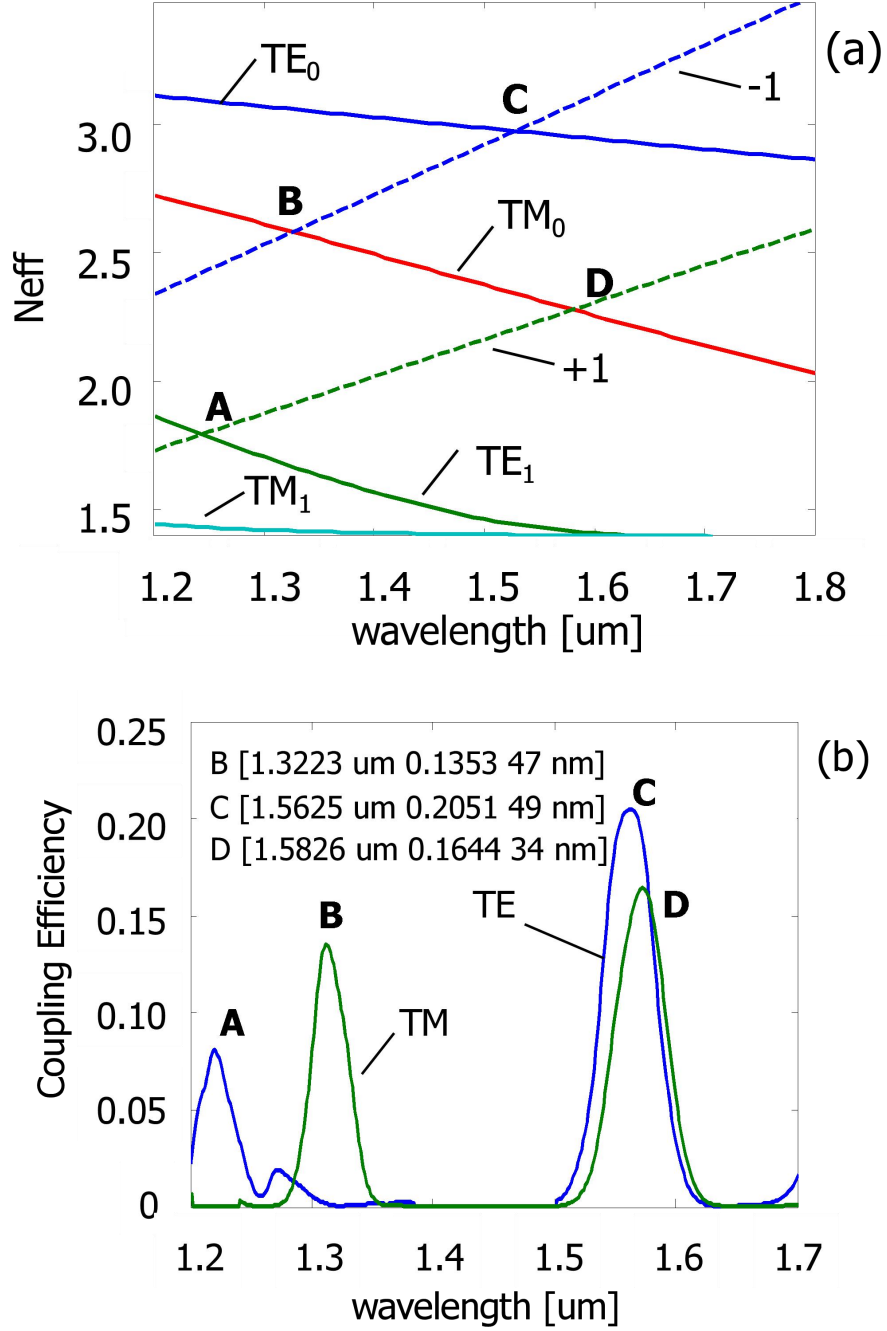 (a)
TE0
-1
C
3.0
B
TM0
2.5
D
Neff
+1
2.0
A
TE1
TM1
1.5
1.2 1.3 1.4 1.5 1.6 1.7 1.8
wavelength [um]
(b)
0.25
B [1.3223 um 0.1353 47 nm]
C [1.5625 um 0.2051 49 nm]
D [1.5826 um 0.1644 34 nm]
C
0.20
TE
D
B
0.15
Coupling Efficiency
A
TM
0.10
0.05
0
1.2 1.3 1.4 1.5 1.6 1.7
wavelength [um]